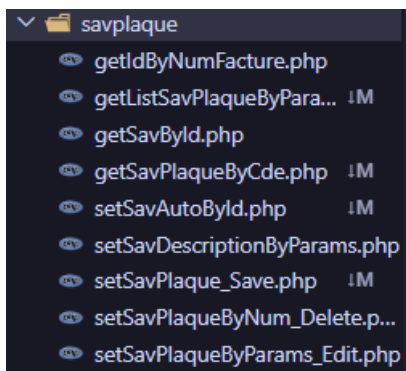 savplaque
getIdByNumFacture.php
getListSavPlaqueByPara... ↓M
getSavById.php
getSavPlaqueByCde.php ↓M
setSavAutoById.php ↓M
setSavDescriptionByParams.php
setSavPlaque_Save.php ↓M
setSavPlaqueByNum_Delete.p...
setSavPlaqueByParams_Edit.php